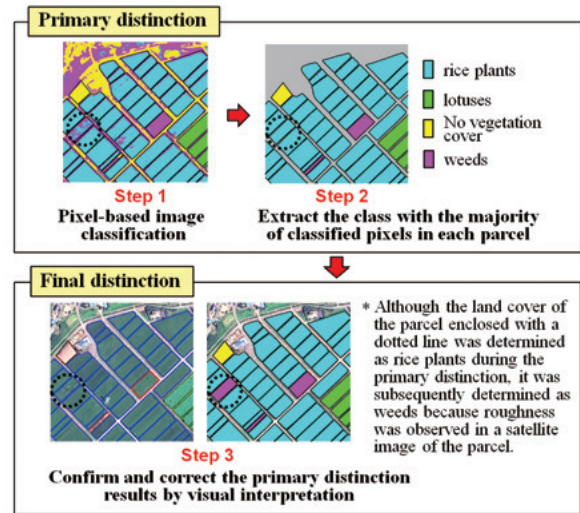 Primary distinction
rice plants
lotuses
No vegetation
cover
weeds
Step 1
Pixel-based image
classification
Step 2
Extract the class with the majority
of classified pixels in each parcel
Final distinction
* Although the land cover
of the parcel enclosed with a
dotted line was determined
as rice plants during the
primary distinction, it was
subsequently determined as
weeds because roughness
was observed in a satellite
image of the parcel.
Step 3
Confirm and correct the primary distinction
results by visual interpretation